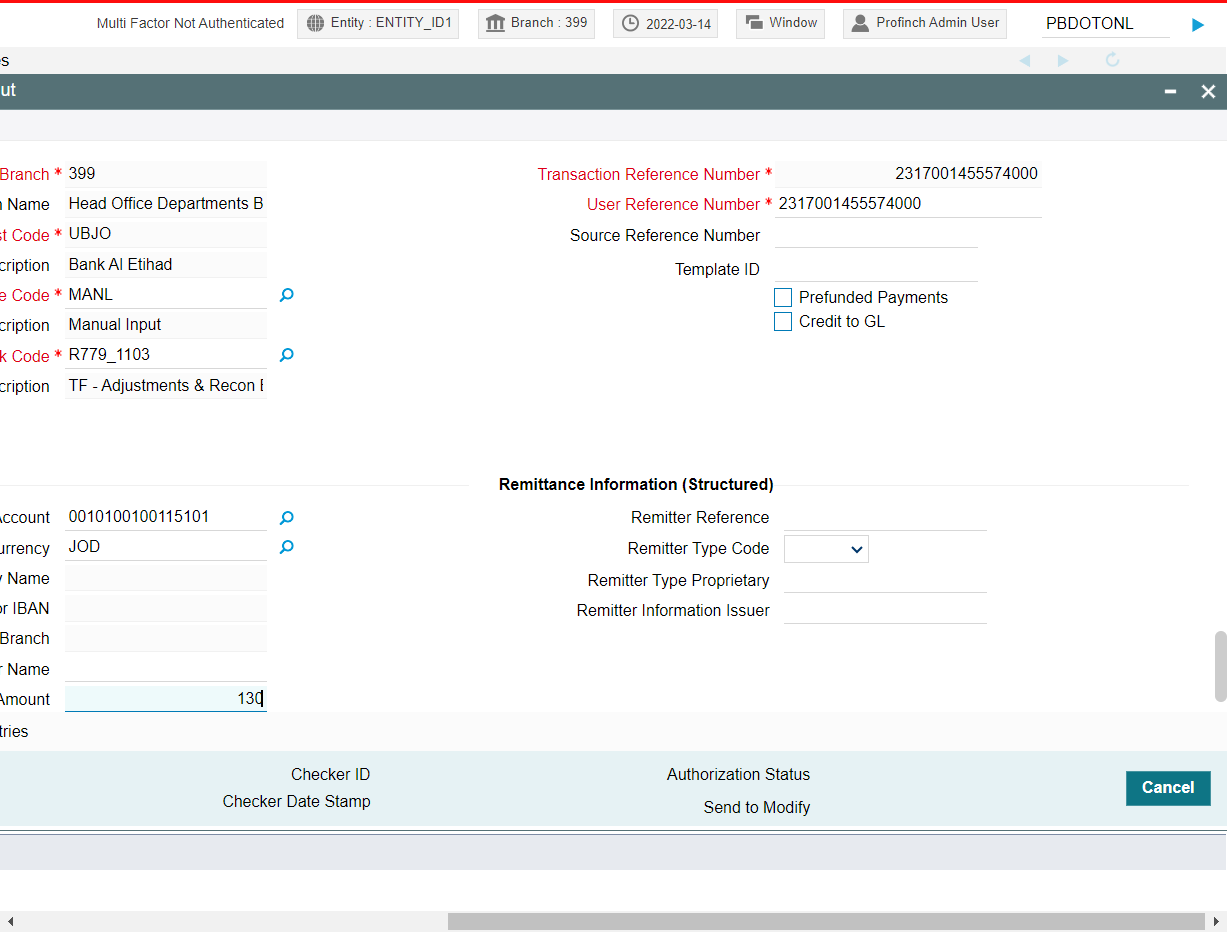 Multi Factor Not Authenticated Entity : ENTITY_ID1 Branch : 399 2022-03-14 Window Profinch Admin User PBDOTONL
s
ut
Branch * 399
Transaction Reference Number * 2317001455574000
Name Head Office Departments B
User Reference Number * 2317001455574000
st Code * UBJO
Source Reference Number
cription Bank Al Etihad
Template ID
e Code * MANL
Prefunded Payments
cription Manual Input
Credit to GL
k Code * R779_1103
cription TF - Adjustments & Recon
Remittance Information (Structured)
Account 0010100100115101
Remitter Reference
urrency JOD
Remitter Type Code
y Name
Remitter Type Proprietary
or IBAN
Remitter Information Issuer
Branch
r Name
Amount 130
tries
Checker ID
Authorization Status
Checker Date Stamp
Send to Modify
Cancel